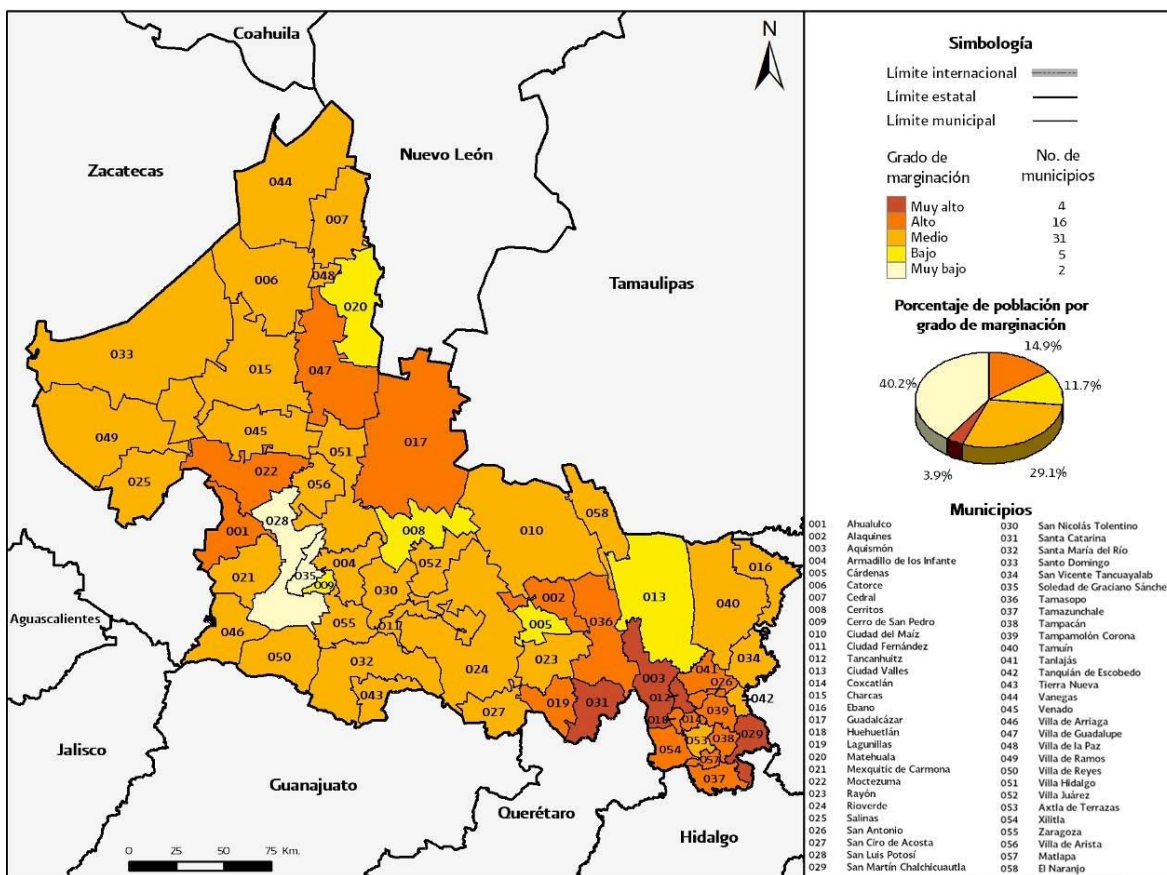 Coahuila
Zacatecas
Nuevo León
Tamaulipas
Aguascalientes
Jalisco
Guanajuato
Querétaro
Hidalgo
N
044
007
006
048
020
033
015
047
049
045
051
017
025
022
056
028
001
008
010
058
021
004
052
035
009
030
013
016
040
002
036
005
046
055
011
050
032
024
023
034
043
027
019
031
003
041
026
042
012
039
018
014
029
053
038
054
057
037
0 25 50 75 Km.
Simbología
Límite internacional
Límite estatal
Límite municipal
Grado de marginación No. de municipios
Muy alto 4
Alto 16
Medio 31
Bajo 5
Muy bajo 2
Porcentaje de población por
grado de marginación
14.9%
40.2%
11.7%
3.9%
29.1%
Municipios
001 Ahualulco
002 Alaquines
003 Aquismón
004 Armadillo de los Infante
005 Cárdenas
006 Catorce
007 Cedral
008 Cerritos
009 Cerro de San Pedro
010 Ciudad del Maíz
011 Ciudad Fernández
012 Tancanhuitz
013 Ciudad Valles
014 Coxcatlán
015 Charcas
016 Ebano
017 Guadalcázar
018 Huehuetlán
019 Lagunillas
020 Matehuala
021 Mexquitic de Carmona
022 Moctezuma
023 Rayón
024 Rioverde
025 Salinas
026 San Antonio
027 San Ciro de Acosta
028 San Luis Potosí
029 San Martín Chalchicuautla
030 San Nicolás Tolentino
031 Santa Catarina
032 Santa María del Río
033 Santo Domingo
034 San Vicente Tancuayalab
035 Soledad de Graciano Sánche
036 Tamasopo
037 Tamazunchale
038 Tampacán
039 Tampamolón Corona
040 Tamuín
041 Tanlajás
042 Tanquián de Escobedo
043 Tierra Nueva
044 Vanegas
045 Venado
046 Villa de Arriaga
047 Villa de Guadalupe
048 Villa de la Paz
049 Villa de Ramos
050 Villa de Reyes
051 Villa Hidalgo
052 Villa Juárez
053 Axtla de Terrazas
054 Xilitla
055 Zaragoza
056 Villa de Arista
057 Matlapa
058 El Naranjo